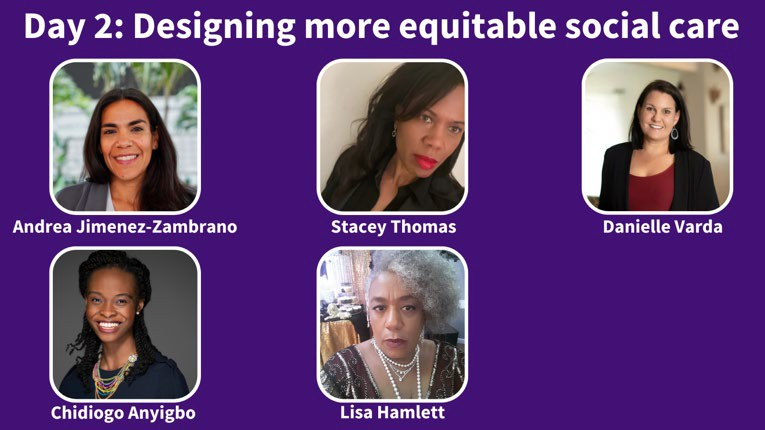 Day 2: Designing more equitable social care
Andrea Jimenez-Zambrano
Stacey Thomas
Danielle Varda
Chidiogo Anyigbo
Lisa Hamlett